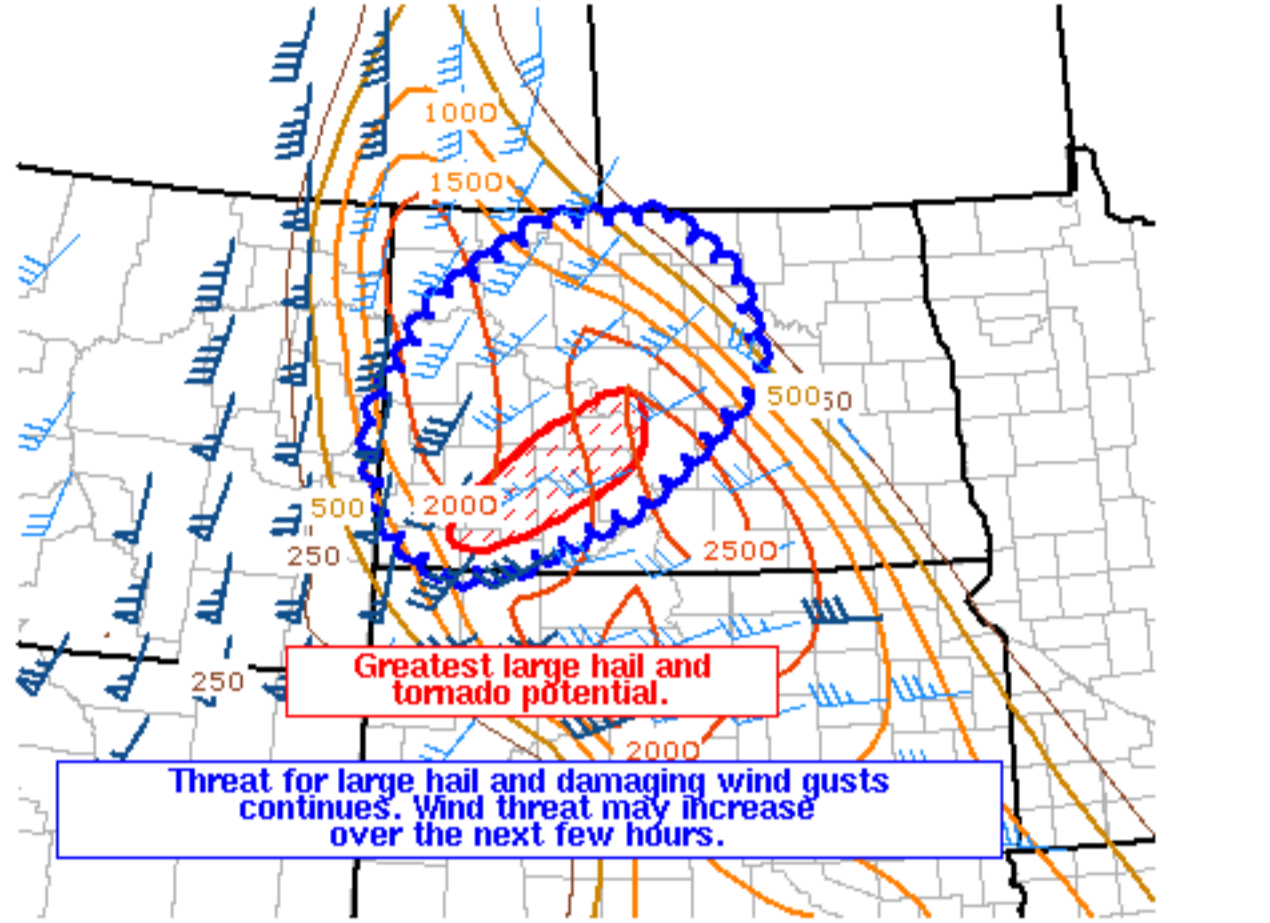 1000
1500
500
50
500
2000
250
2500
Greatest large hail and
tornado potential.
250
2000
Threat for large hail and damaging wind gusts
continues. Wind threat may increase
over the next few hours.